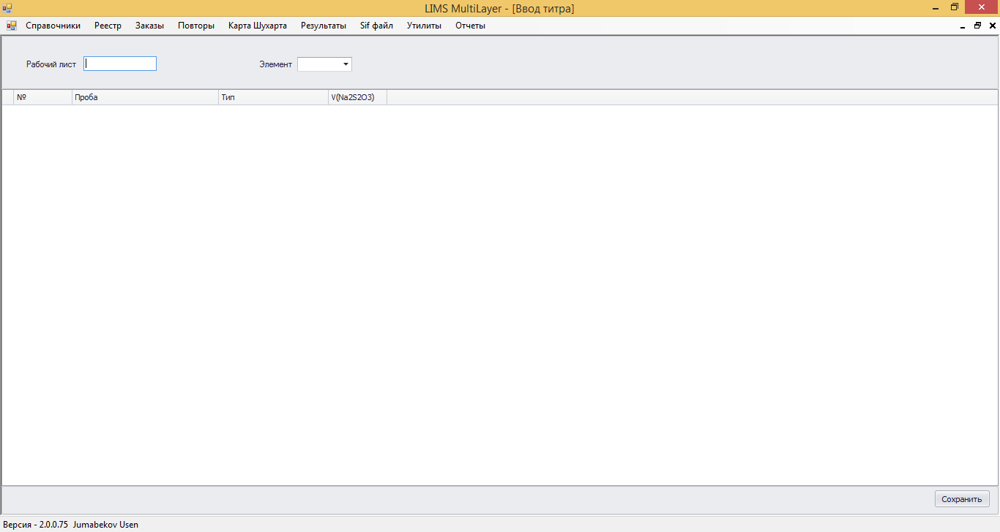 LIMS MultiLayer - [Ввод титра]
Справочники Реестр Заказы Повторы Карта Шухарта Результаты Sif файл Утилиты Отчеты
Рабочий лист Элемент
№ Проба Тип V(Na2S2O3)
Сохранить
Версия - 2.0.0.75 Jumabekov Usen